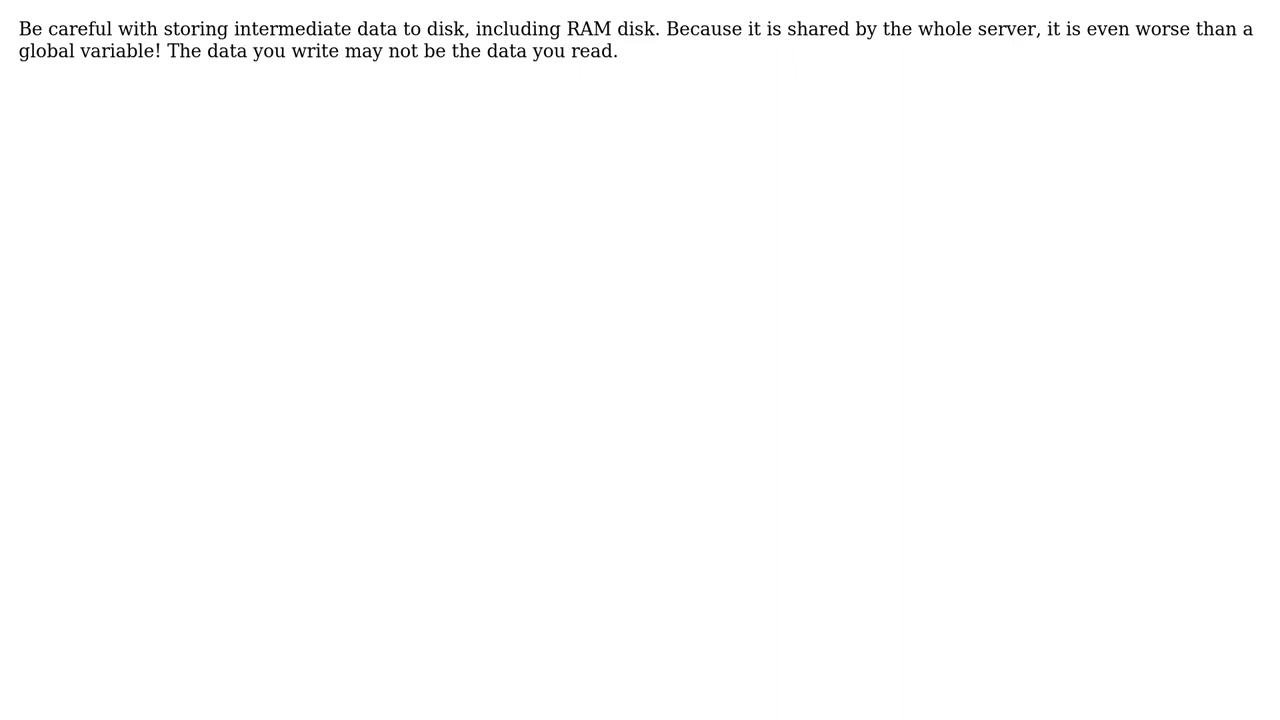 Be careful with storing intermediate data to disk, including RAM disk. Because it is shared by the whole server, it is even worse than a
global variable! The data you write may not be the data you read.